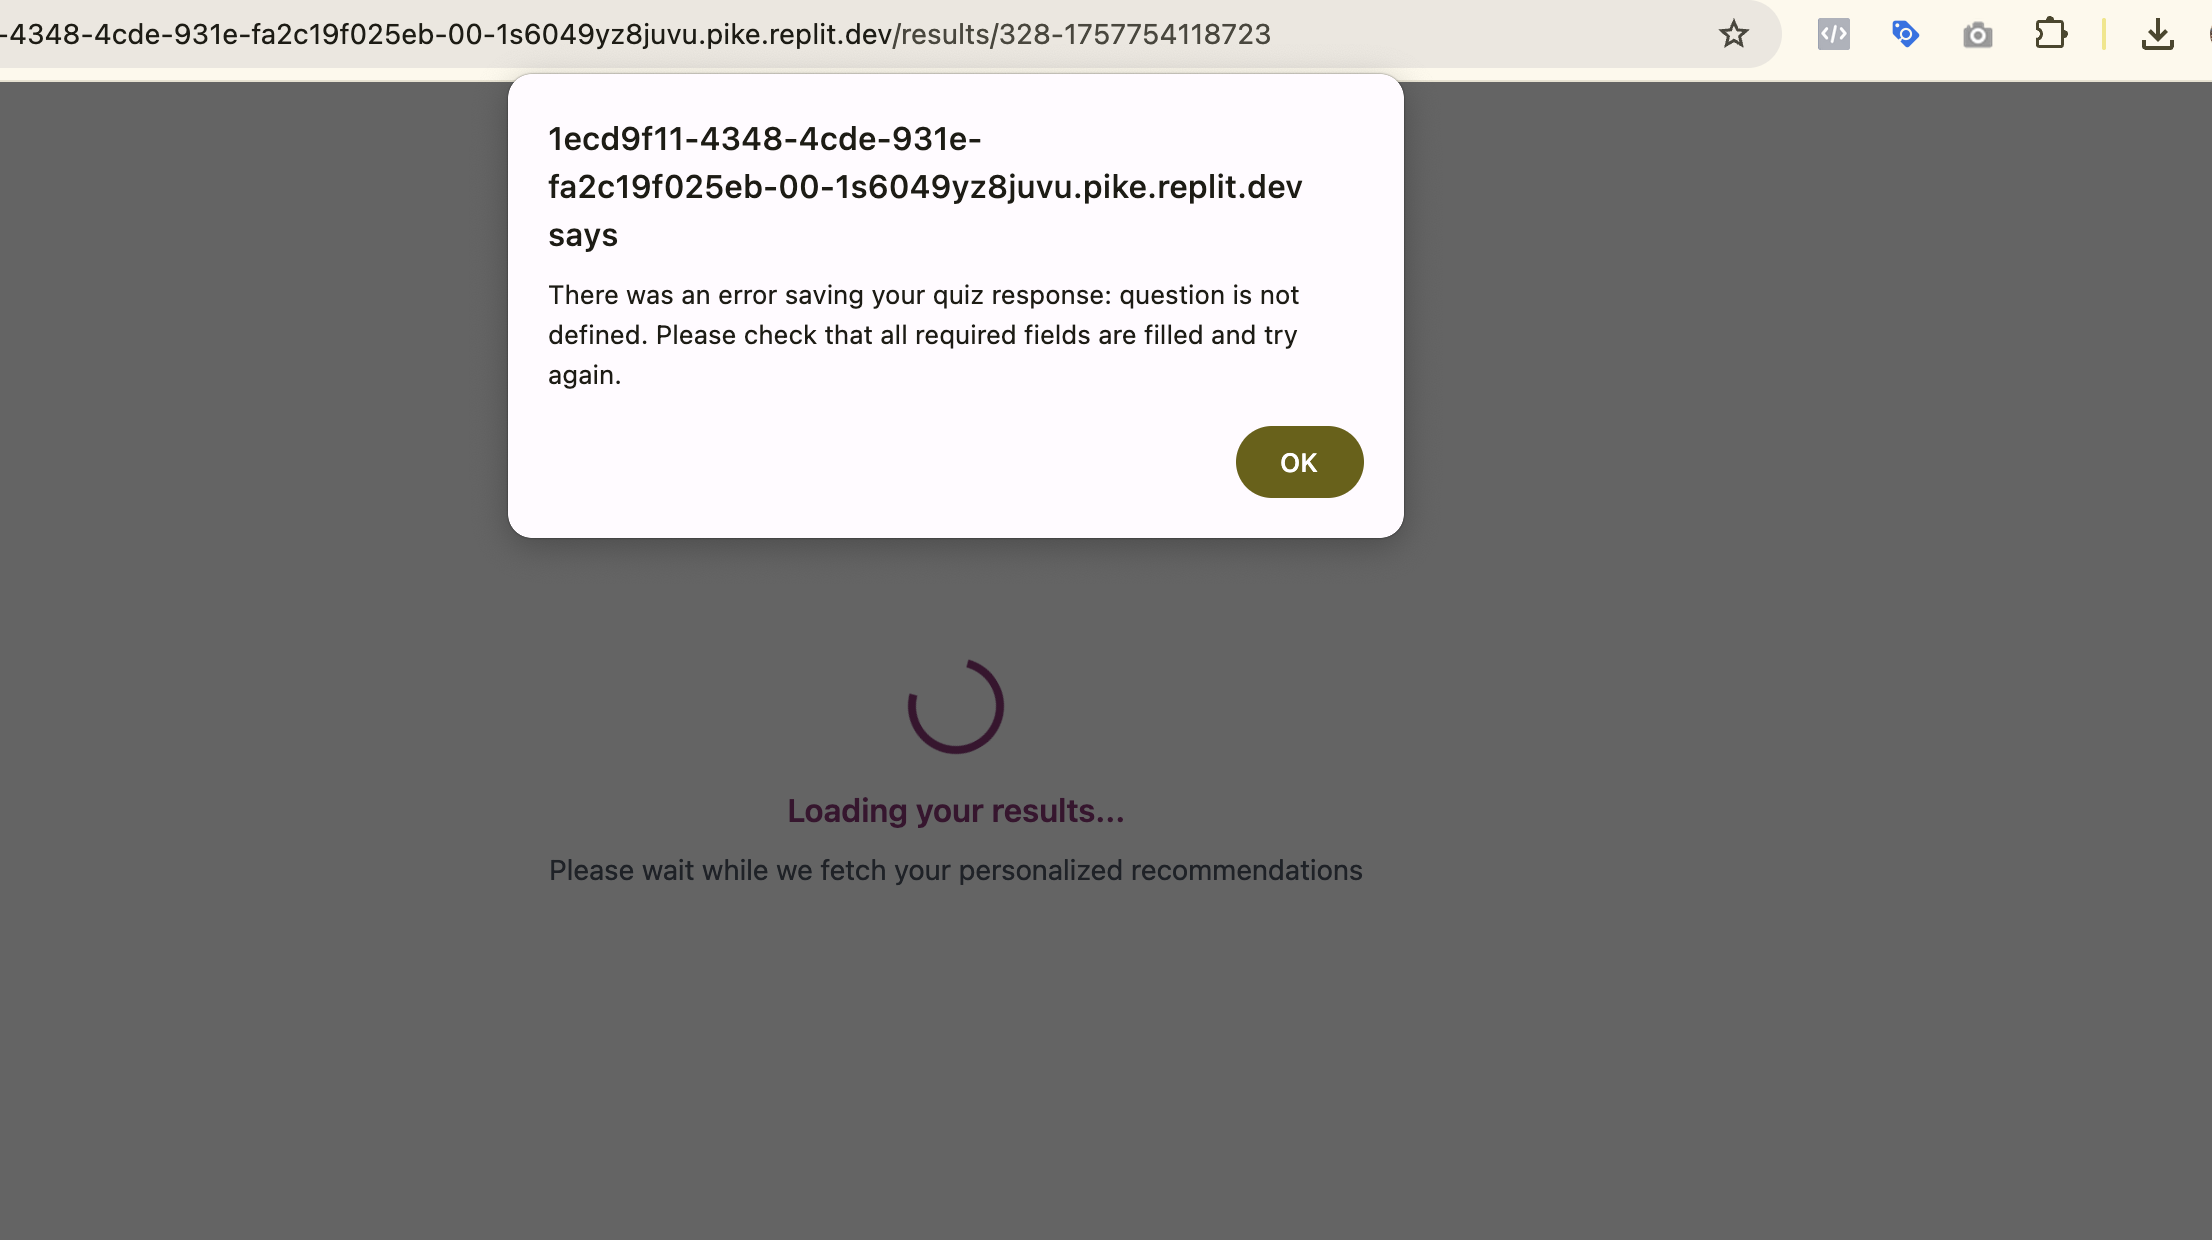 -4348-4cde-931e-fa2c19f025eb-00-1s6049yz8juvu.pike.replit.dev/results/328-1757754118723
1ecd9f11-4348-4cde-931e-
fa2c19f025eb-00-1s6049yz8juvu.pike.replit.dev
says
There was an error saving your quiz response: question is not
defined. Please check that all required fields are filled and try
again.
OK
Loading your results...
Please wait while we fetch your personalized recommendations